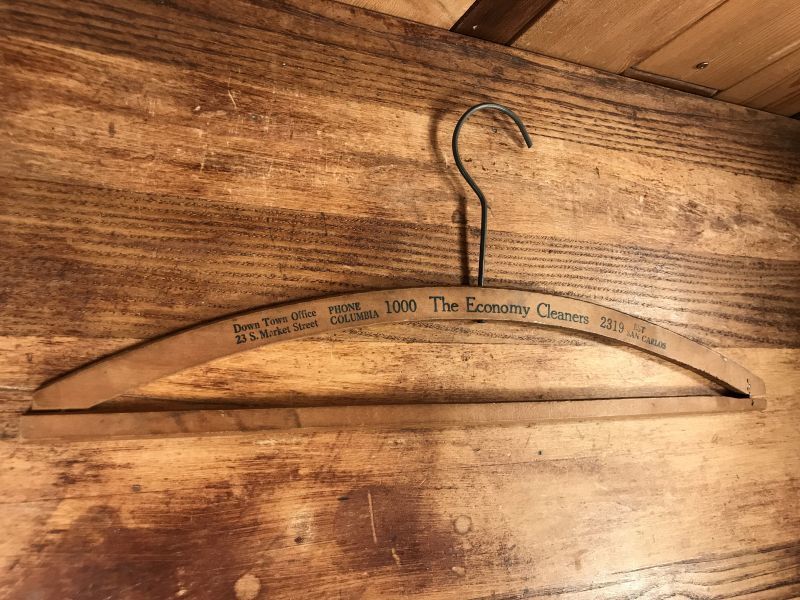 Down Town Office
23 S. Market Street
PHONE
COLUMBIA
1000
The Economy Cleaners
2319
SAN CARLOS